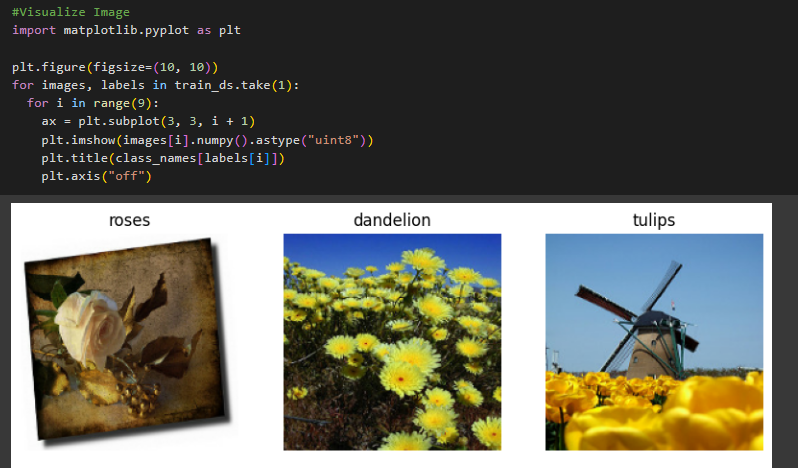 #Visualize Image
import matplotlib.pyplot as plt

plt.figure(figsize=(10, 10))
for images, labels in train_ds.take(1):
  for i in range(9):
    ax = plt.subplot(3, 3, i + 1)
    plt.imshow(images[i].numpy().astype("uint8"))
    plt.title(class_names[labels[i]])
    plt.axis("off")
roses dandelion tulips